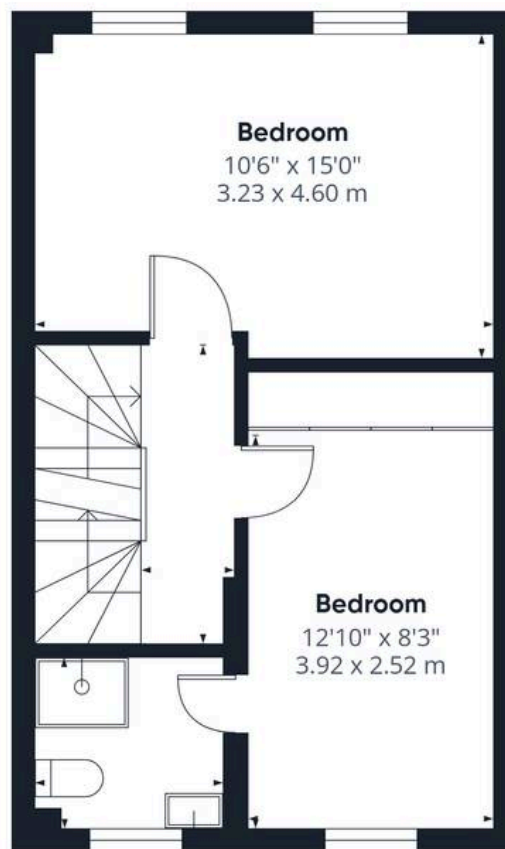 Bedroom
10'6" x 15'0"
3.23 x 4.60 m
Bedroom
12'10" x 8'3"
3.92 x 2.52 m